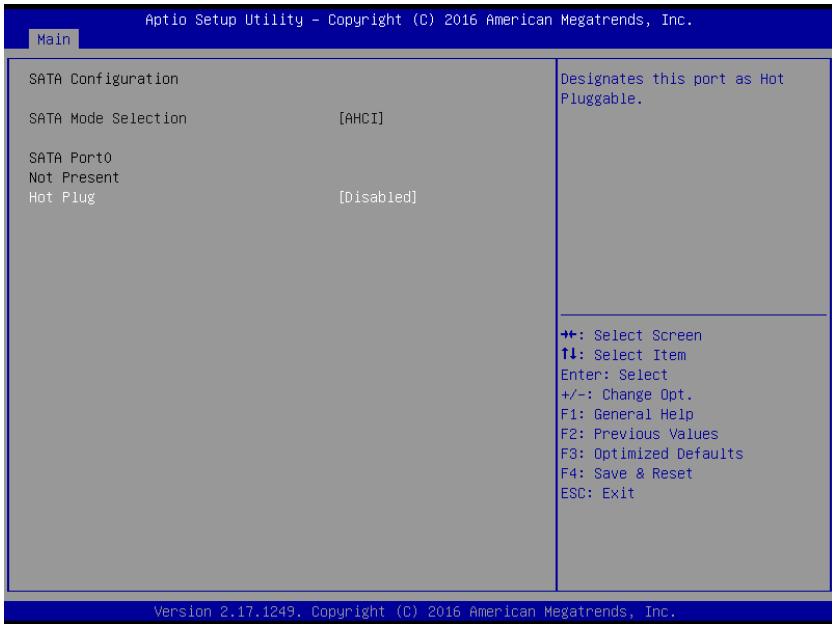 Aptio Setup Utility – Copyright (C) 2016 American Megatrends, Inc.
Main
SATA Configuration
SATA Mode Selection [AHCI]
SATA Port0
Not Present
Hot Plug [Disabled]
Designates this port as Hot
Pluggable.
→←: Select Screen
↑↓: Select Item
Enter: Select
+/-: Change Opt.
F1: General Help
F2: Previous Values
F3: Optimized Defaults
F4: Save & Reset
ESC: Exit
Version 2.17.1249. Copyright (C) 2016 American Megatrends, Inc.